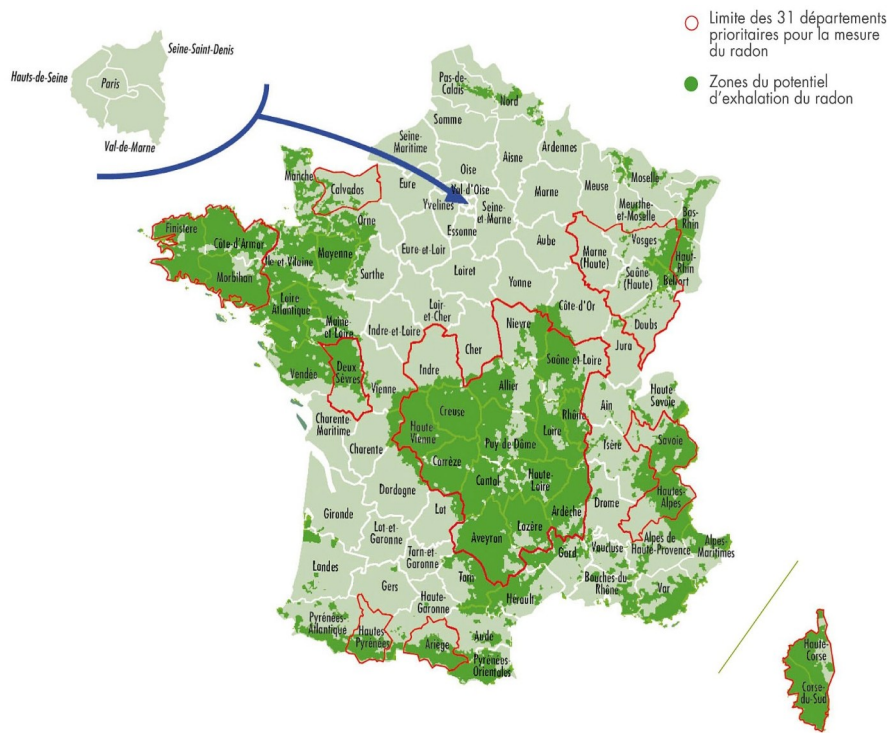 Limite des 31 départements
prioritaires pour la mesure
du radon
Zones du potentiel
d'exhalation du radon
Seine-Saint-Denis
Hauts-de-Seine
Paris
Val-de-Marne
Pas-de-
Calais
Nord
Somme
Seine-
Maritime
Aisne
Ardennes
Oise
Manche
Calvados
Eure
Val d'Oise
Marne
Meuse
Moselle
Meurthe-
et-Moselle
Bas-
Rhin
Yvelines
Seine-
et-Marne
Orne
Essonne
Finistere
Côte-d'Armor
Ille-et-Vilaine
Mayenne
Eure-et-Loir
Aube
Marne
(Haute)
Vosges
Haut-
Rhin
Morbihan
Sarthe
Loiret
Yonne
Saône
(Haute)
Belfort
Loire
Atlantique
Loir
et-Cher
Côte-d'Or
Maine-
et-Loire
Indre-et-Loire
Nievre
Doubs
Cher
Jura
Saône et-Loire
Vendée
Deux
Sèvres
Vienne
Indre
Allier
Haute
Savoie
Ain
Creuse
Rhône
Charente
Maritime
Haute
Vienne
Loire
Isère
Savoie
Puy-de-Dôme
Charente
Corrèze
Cantal
Haute-
Loire
Dordogne
Hautes-
Alpes
Drome
Lot
Ardèche
Gironde
Lozère
Lot-et
Garonne
Aveyron
Gard
Vaucluse
Alpes de
Haute-Provence
Alpes-
Maritimes
Tarn-et
Garonne
Landes
Tarn
Gers
Bouches-du
Rhône
Var
Haute-
Garonne
Herault
Pyrénées-
Atlantique
Hautes
Pyrénées
Ariège
Aude
Pyrénées-
Orientales
Haute-
Corse
Corse-
du-Sud